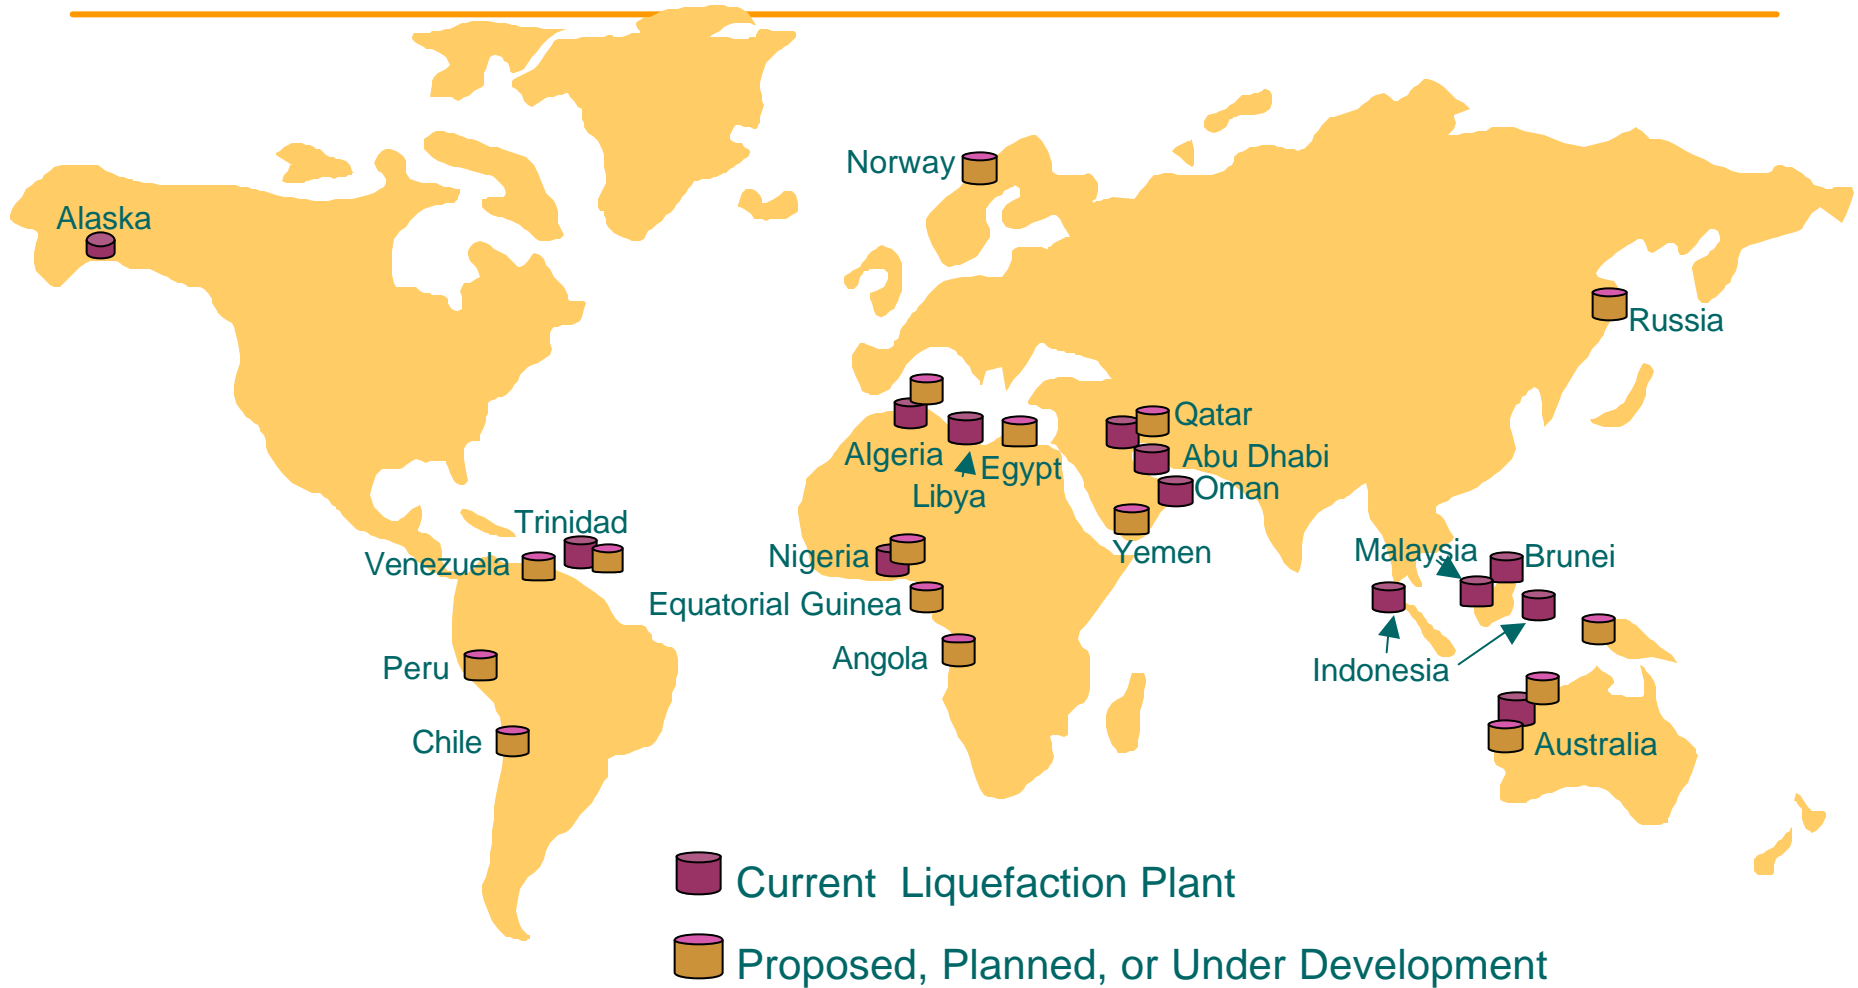 Norway
Alaska
Russia
Qatar
Algeria
Egypt
Abu Dhabi
Libya
Oman
Trinidad
Venezuela
Nigeria
Yemen
Malaysia
Brunei
Equatorial Guinea
Peru
Angola
Indonesia
Chile
Australia
Current Liquefaction Plant
Proposed, Planned, or Under Development